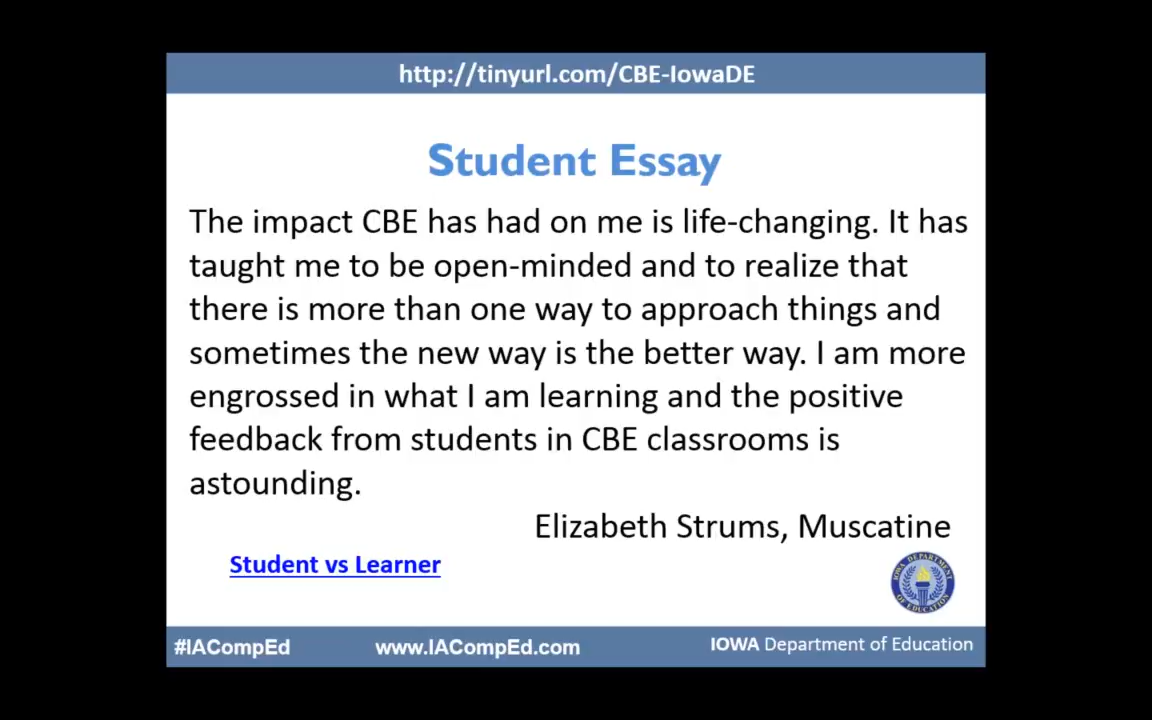 http://tinyurl.com/CBE-IowaDE
Student Essay
The impact CBE has had on me is life-changing. It has
taught me to be open-minded and to realize that
there is more than one way to approach things and
sometimes the new way is the better way. I am more
engrossed in what I am learning and the positive
feedback from students in CBE classrooms is
astounding.
Elizabeth Strums, Muscatine
Student vs Learner
IOWA DEPARTMENT
OF EDUCATION
#IACompEd
www.IACompEd.com
IOWA Department of Education